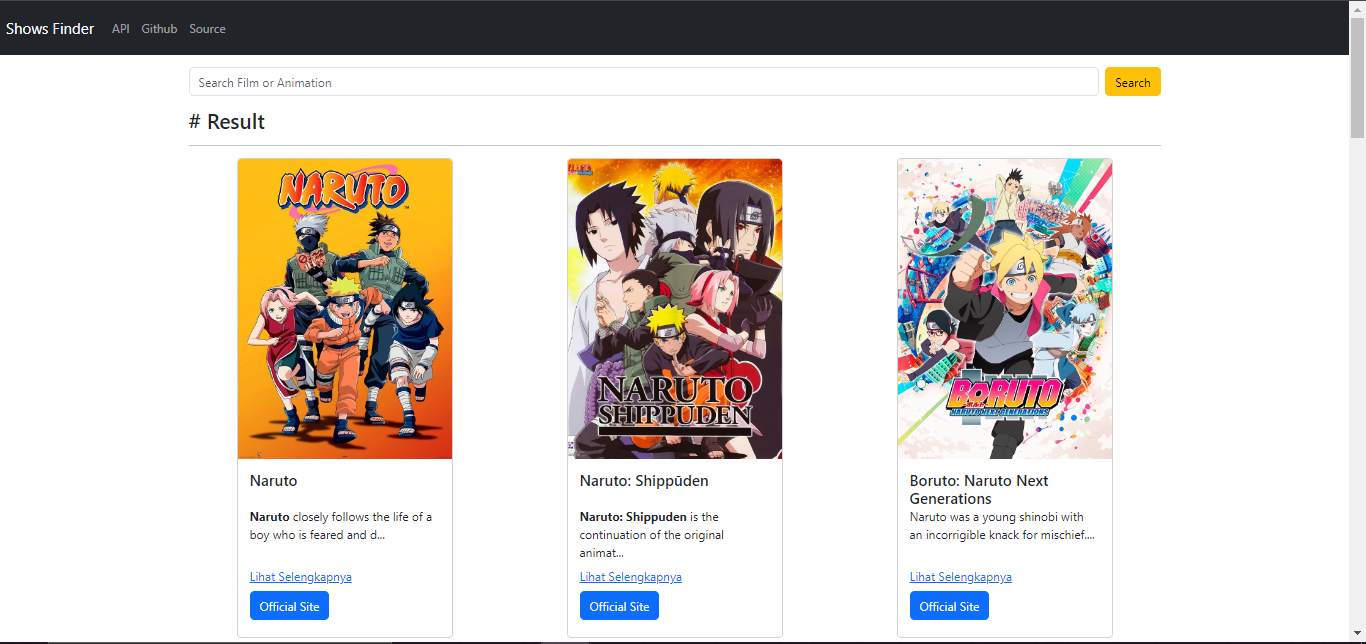 Shows Finder API Github Source
Search Film or Animation Search
# Result
NARUTO
NARUTO
SHIPPUDEN
BORUTO
NARUTO NEXT GENERATIONS
Naruto
Naruto closely follows the life of a
boy who is feared and d...
Lihat Selengkapnya
Official Site
Naruto: Shippūden
Naruto: Shippuden is the
continuation of the original
animat...
Lihat Selengkapnya
Official Site
Boruto: Naruto Next
Generations
Naruto was a young shinobi with
an incorrigible knack for mischief....
Lihat Selengkapnya
Official Site